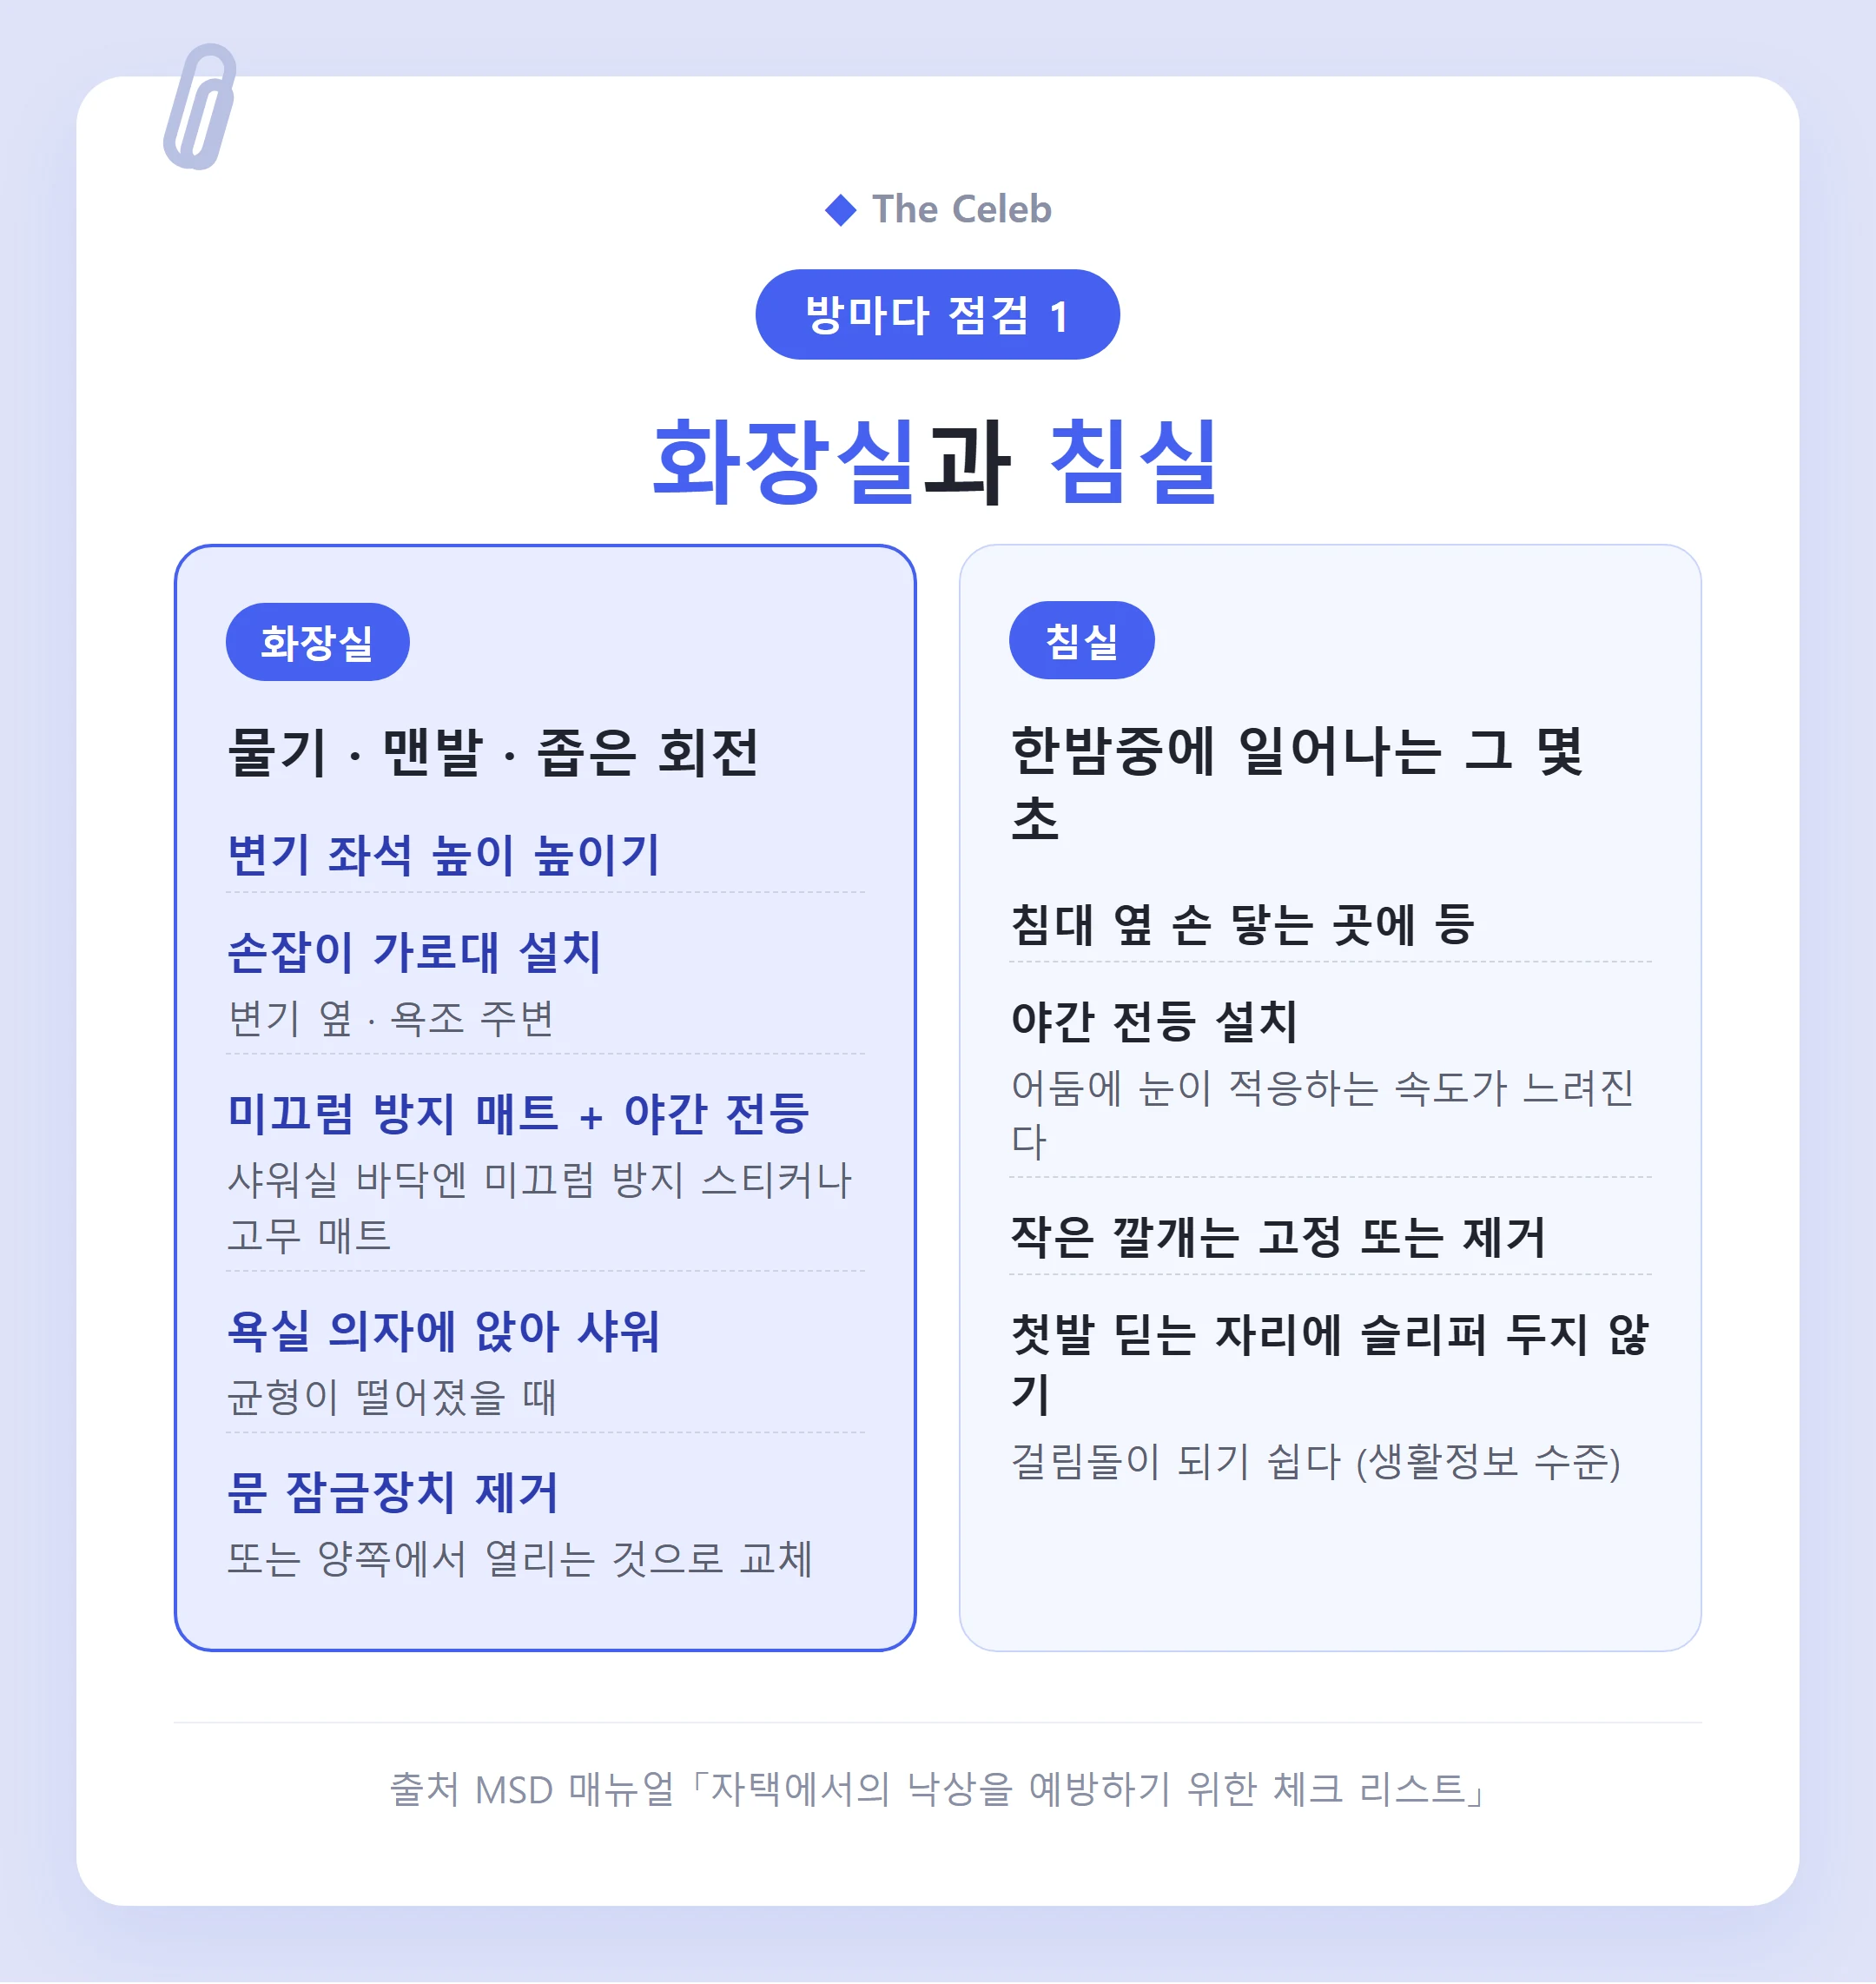 The Celeb
방마다 점검 1
화장실과 침실
화장실
물기 · 맨발 · 좁은 회전
변기 좌석 높이 높이기
손잡이 가로대 설치
변기 옆 · 욕조 주변
미끄럼 방지 매트 + 야간 전등
샤워실 바닥엔 미끄럼 방지 스티커나
고무 매트
욕실 의자에 앉아 샤워
균형이 떨어졌을 때
문 잠금장치 제거
또는 양쪽에서 열리는 것으로 교체
침실
한밤중에 일어나는 그 몇
초
침대 옆 손 닿는 곳에 등
야간 전등 설치
어둠에 눈이 적응하는 속도가 느려진
다
작은 깔개는 고정 또는 제거
첫발 딛는 자리에 슬리퍼 두지 않
기
걸림돌이 되기 쉽다 (생활정보 수준)
출처 MSD 매뉴얼「자택에서의 낙상을 예방하기 위한 체크 리스트」